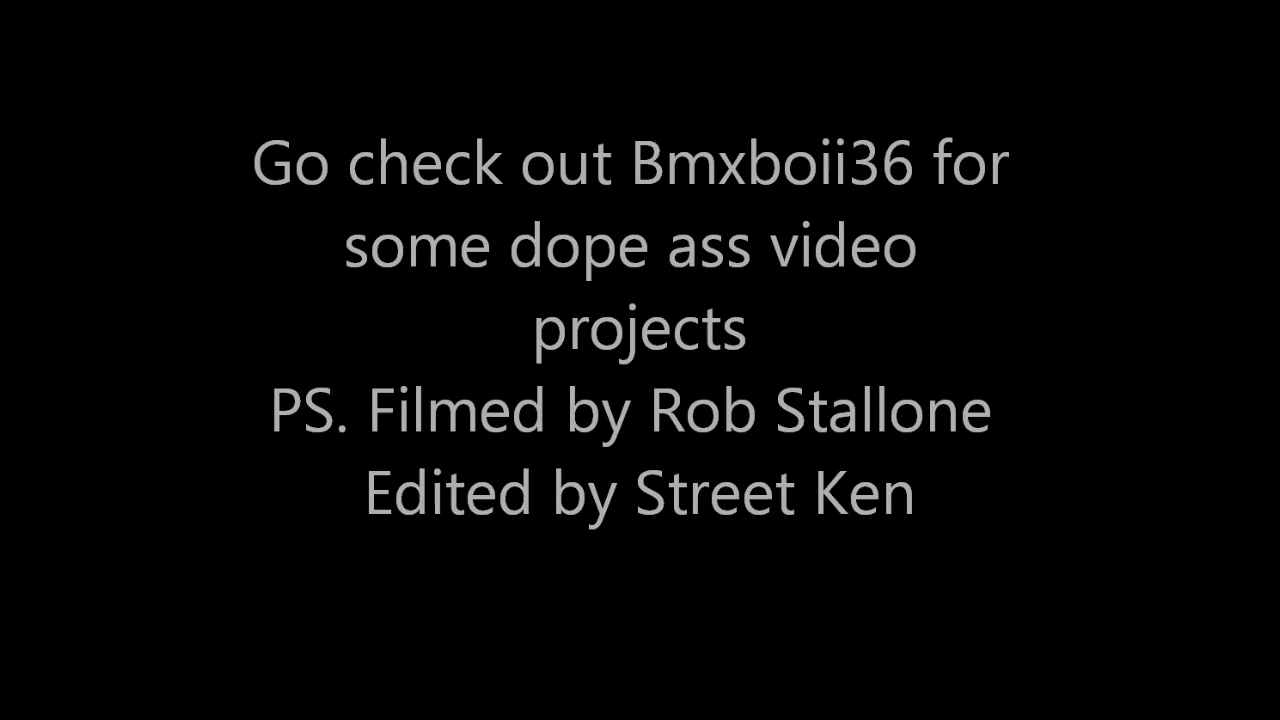 Go check out Bmxboii36 for
some dope ass video
projects
PS. Filmed by Rob Stallone
Edited by Street Ken